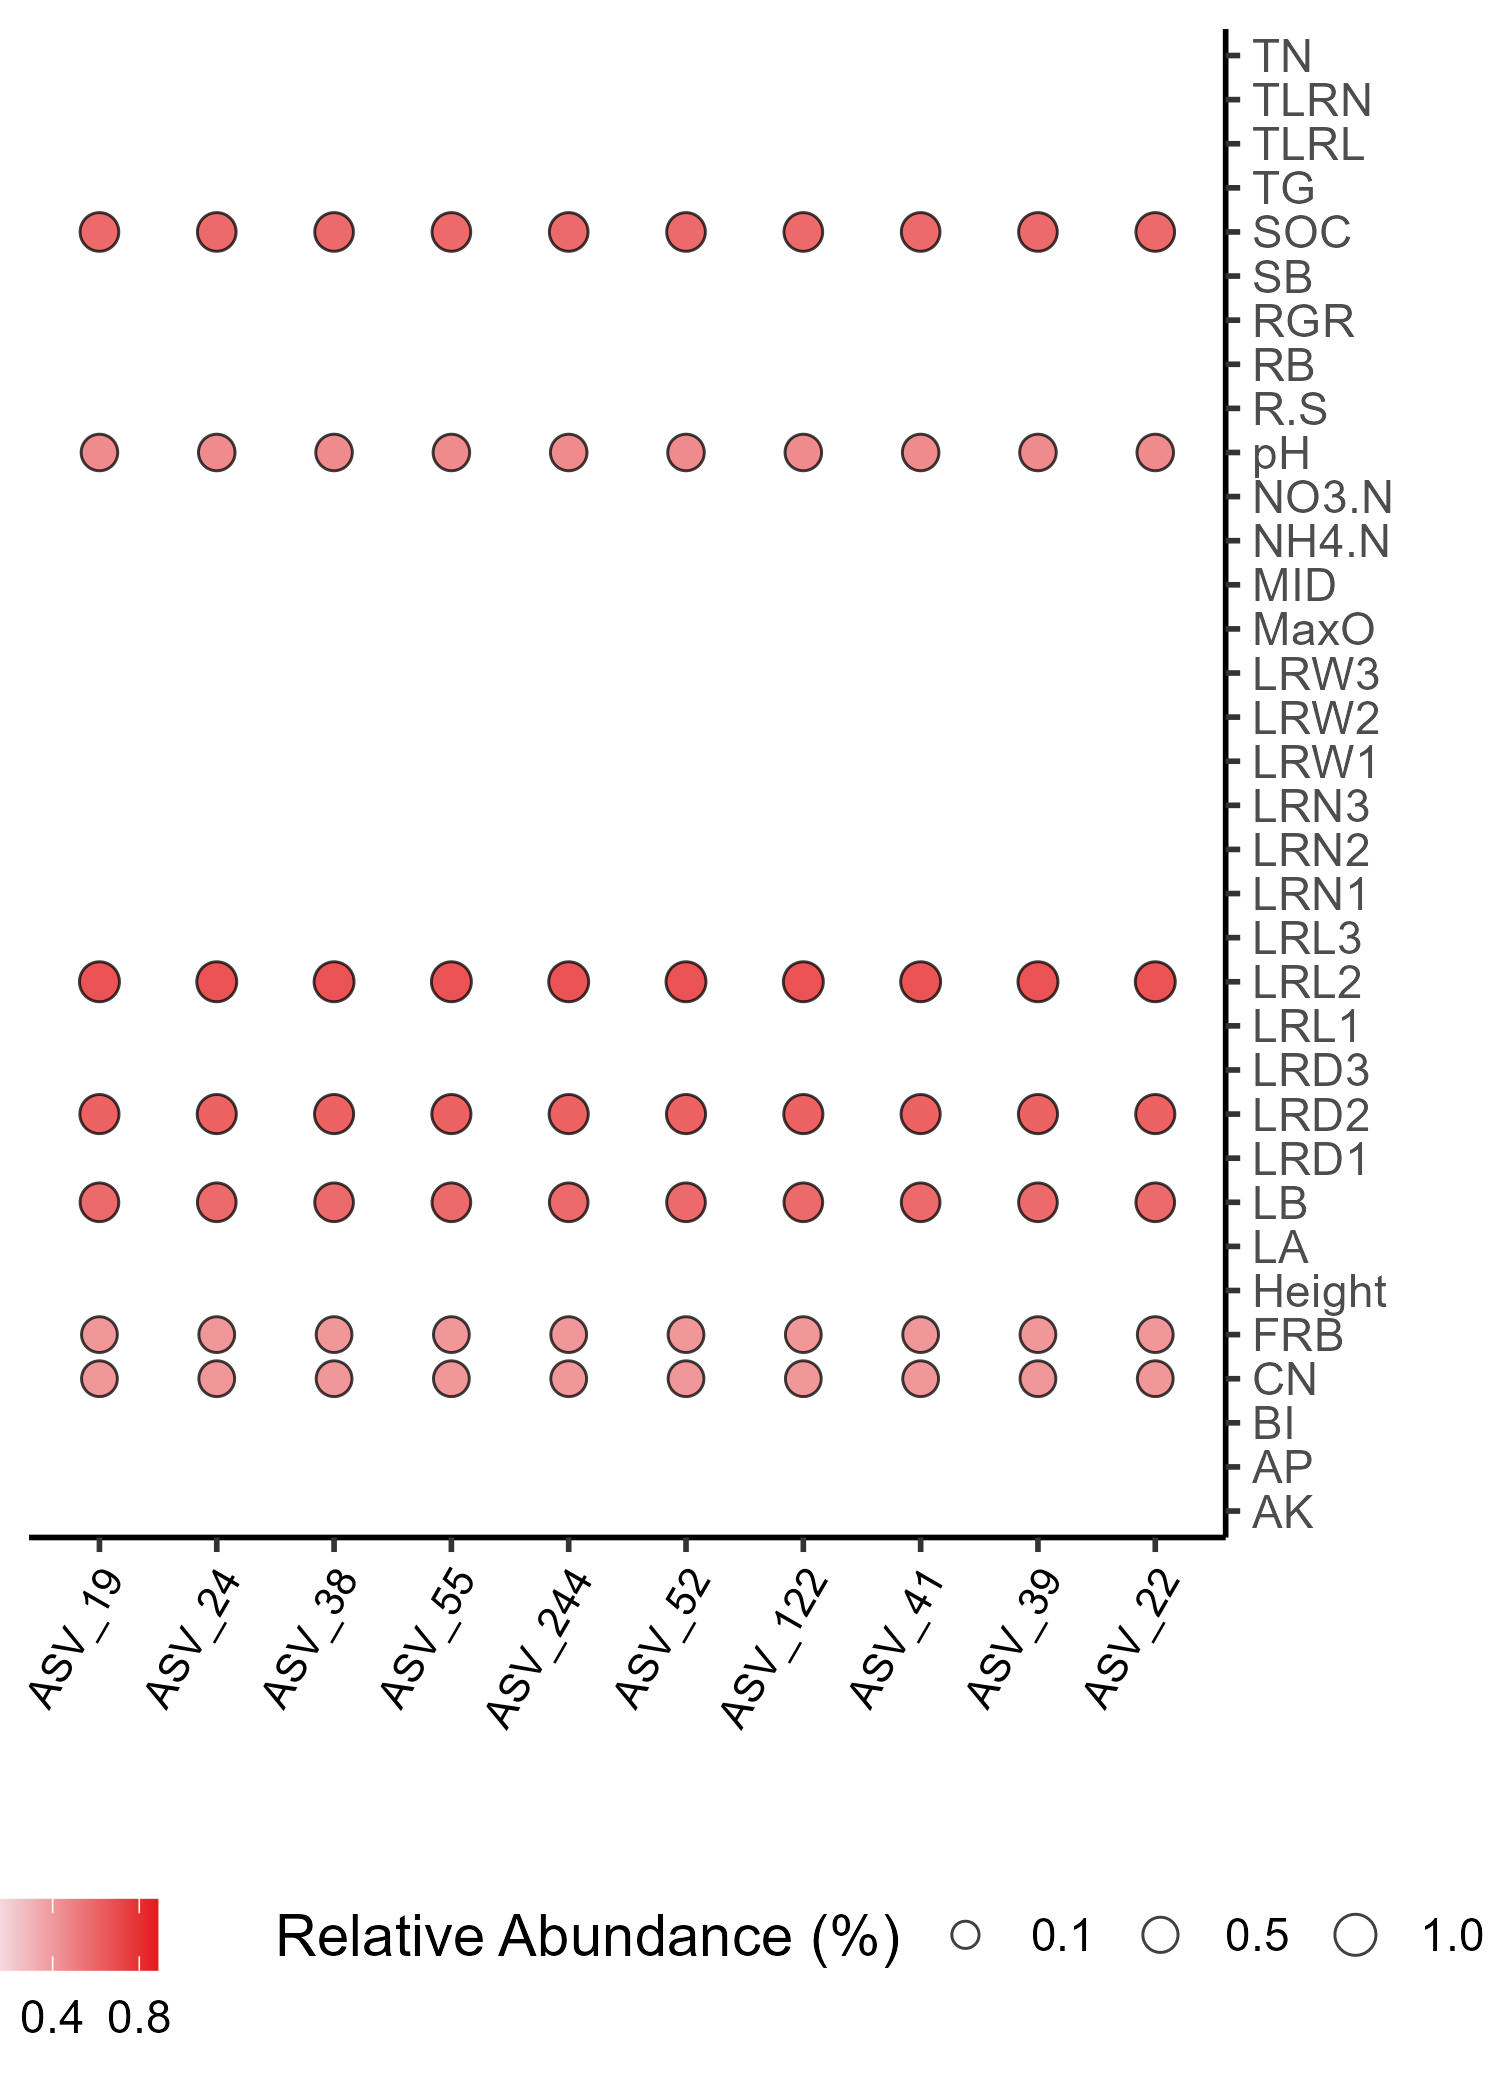 TN
TLRN
TLRL
TG
SOC
SB
RGR
RB
R.S
pH
NO3.N
NH4.N
MID
MaxO
LRW3
LRW2
LRW1
LRN3
LRN2
LRN1
LRL3
LRL2
LRL1
LRD3
LRD2
LRD1
LB
LA
Height
FRB
CN
BI
AP
AK
ASV_19 ASV_24 ASV_38 ASV_55 ASV_244 ASV_52 ASV_122 ASV_41 ASV_39 ASV_22
Relative Abundance (%) 0.1 0.5 1.0
0.4 0.8